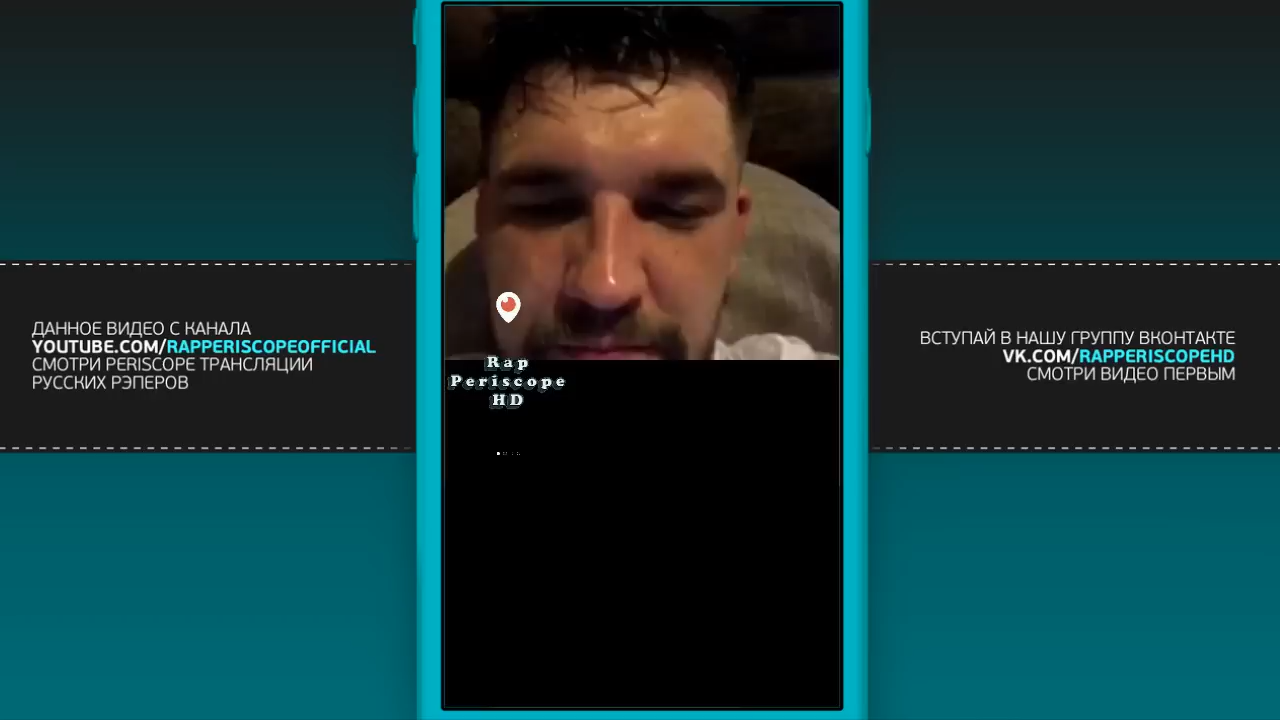 ДАННОЕ ВИДЕО С КАНАЛА
YOUTUBE.COM/RAPPERISCOPEOFFICIAL
СМОТРИ PERISCOPE ТРАНСЛЯЦИИ
РУССКИХ РЭПЕРОВ
Rap
Periscope
HD
ВСТУПАЙ В НАШУ ГРУППУ ВКОНТАКТЕ
VK.COM/RAPPERISCOPEHD
СМОТРИ ВИДЕО ПЕРВЫМ